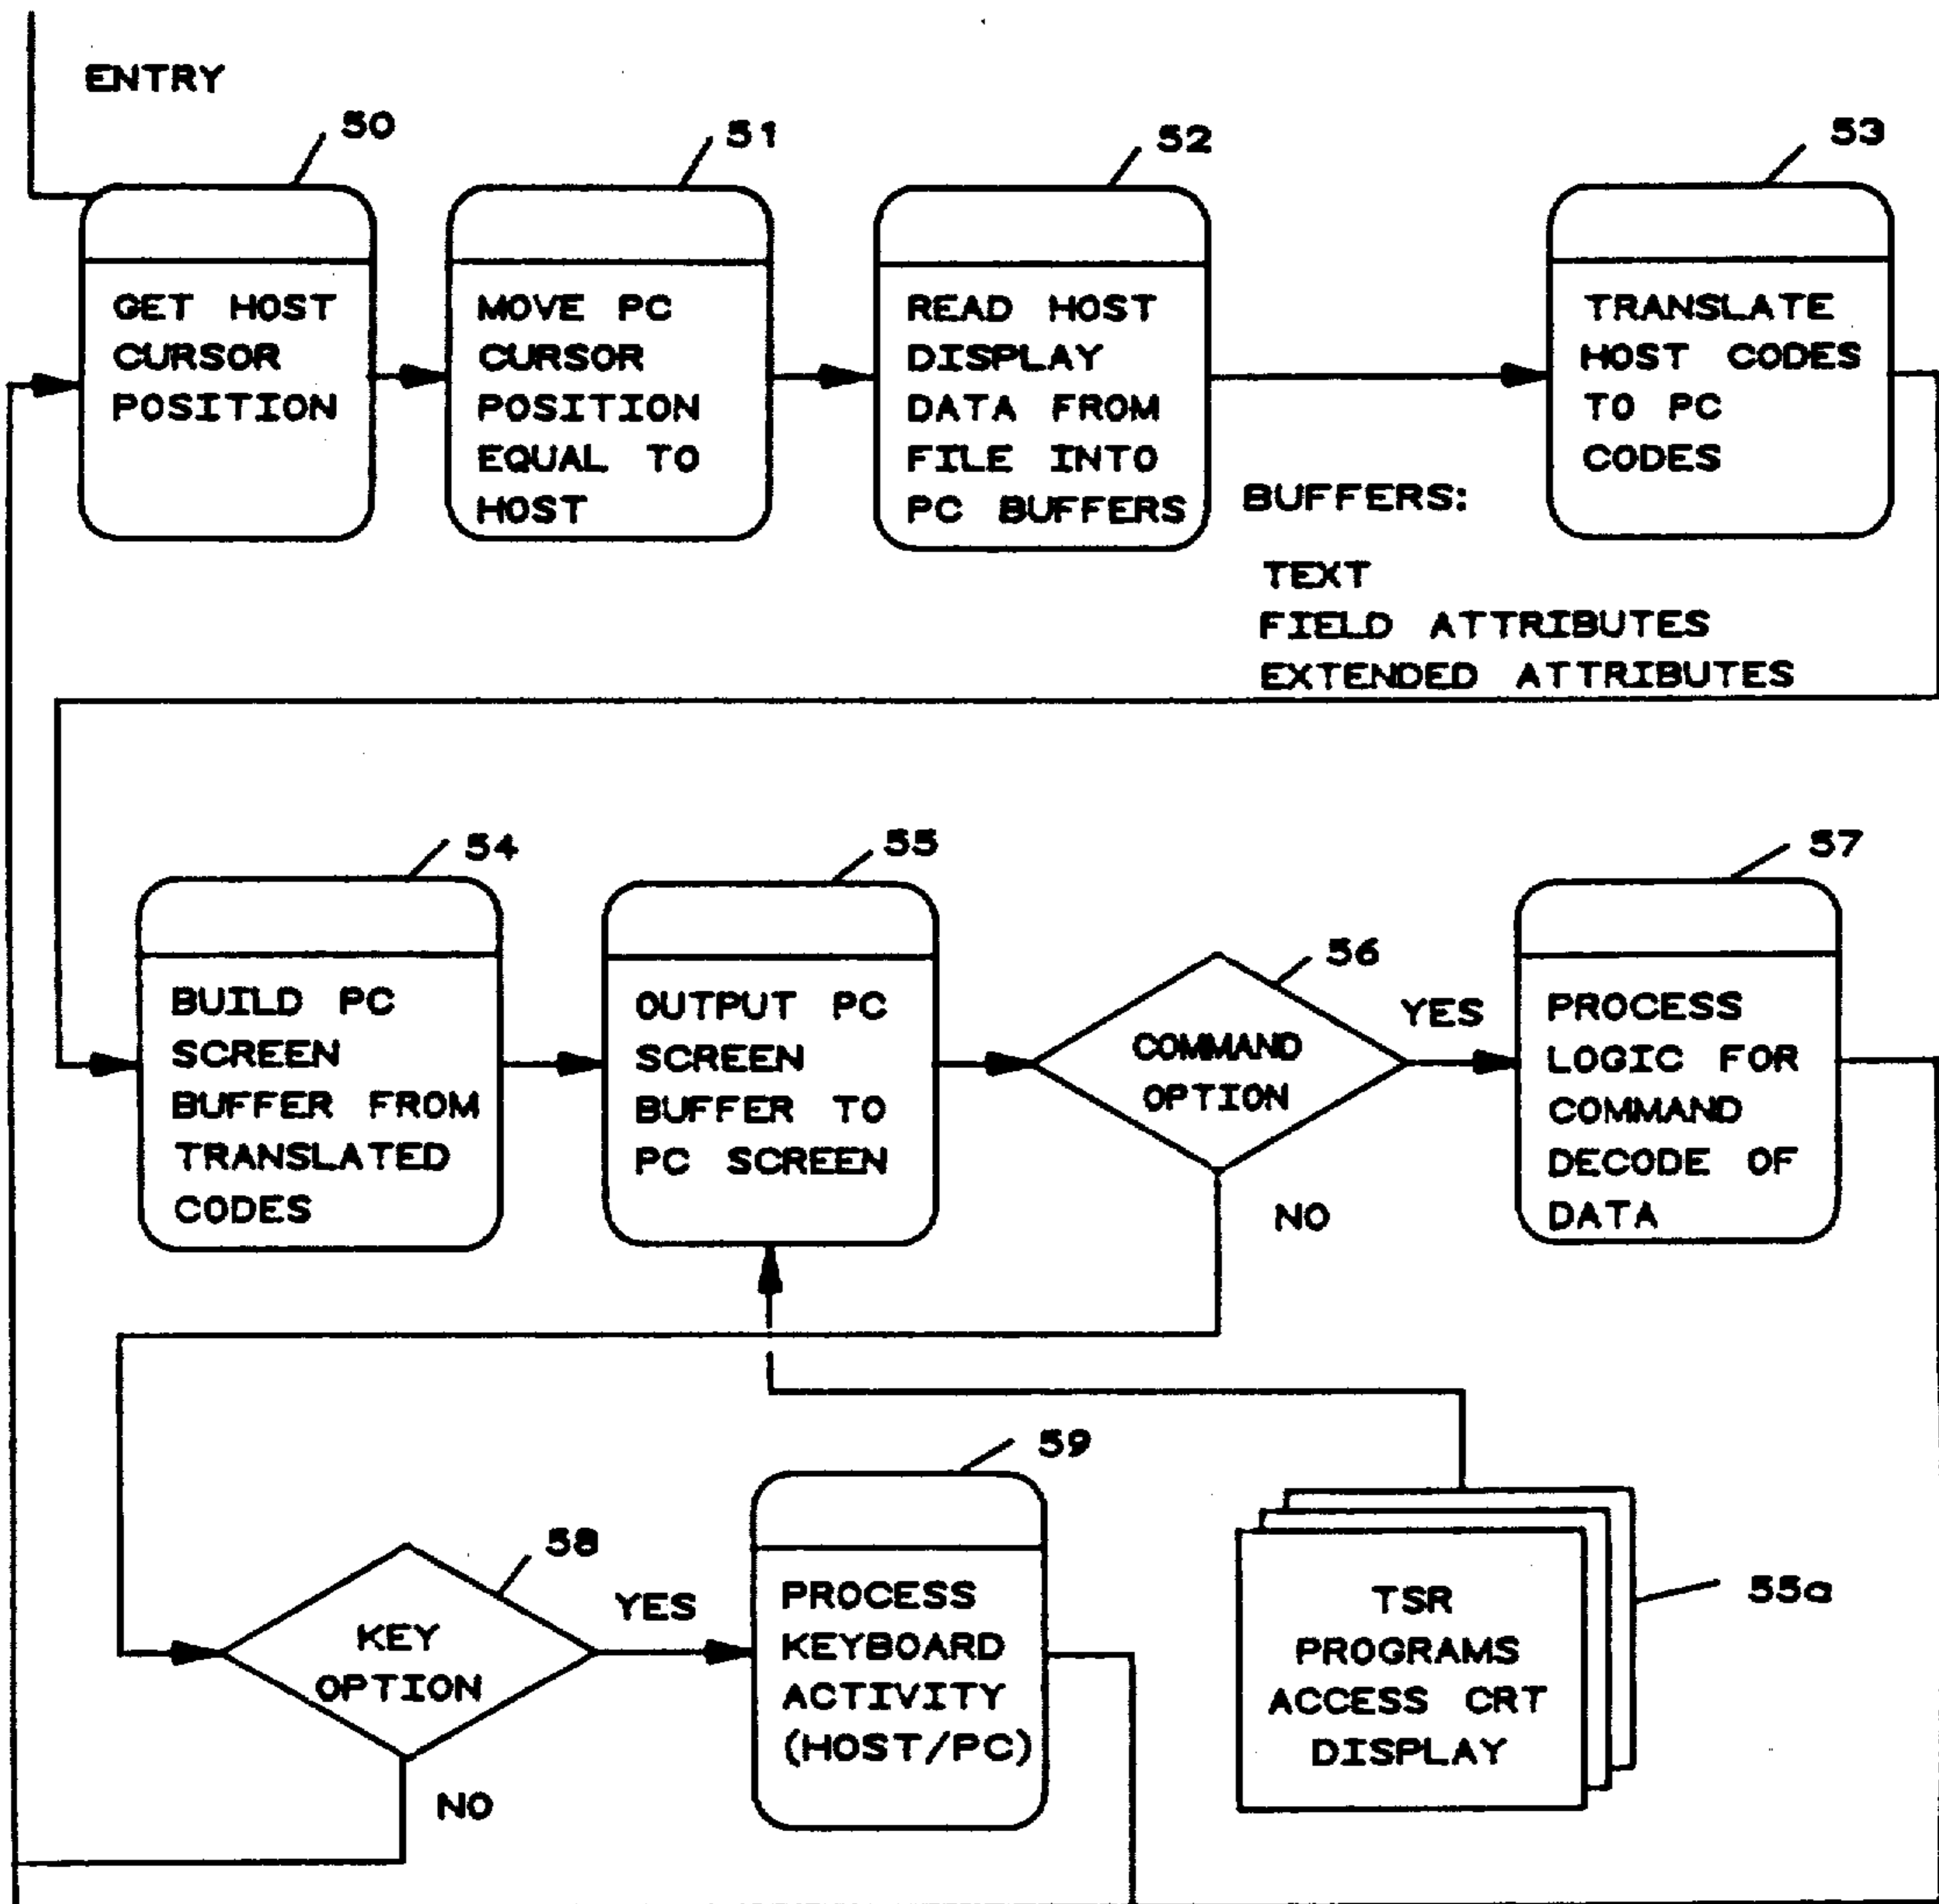 ENTRY
50
51
52
53
GET HOST
CURSOR
POSITION
MOVE PC
CURSOR
POSITION
EQUAL TO
HOST
READ HOST
DISPLAY
DATA FROM
FILE INTO
PC BUFFERS
TRANSLATE
HOST CODES
TO PC
CODES
BUFFERS:
TEXT
FIELD ATTRIBUTES
EXTENDED ATTRIBUTES
54
55
56
57
BUILD PC
SCREEN
BUFFER FROM
TRANSLATED
CODES
OUTPUT PC
SCREEN
BUFFER TO
PC SCREEN
COMMAND
OPTION
YES
NO
PROCESS
LOGIC FOR
COMMAND
DECODE OF
DATA
58
59
55a
KEY
OPTION
YES
NO
PROCESS
KEYBOARD
ACTIVITY
(HOST/PC)
TSR
PROGRAMS
ACCESS CRT
DISPLAY